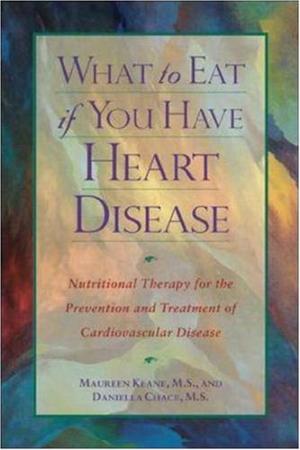 WHAT to EAT
if YOU HAVE
HEART
DISEASE
Nutritional Therapy for the
Prevention and Treatment of
Cardiovascular Disease
MAUREEN KEANE, M.S., AND
DANIELLA CHACE, M.S.